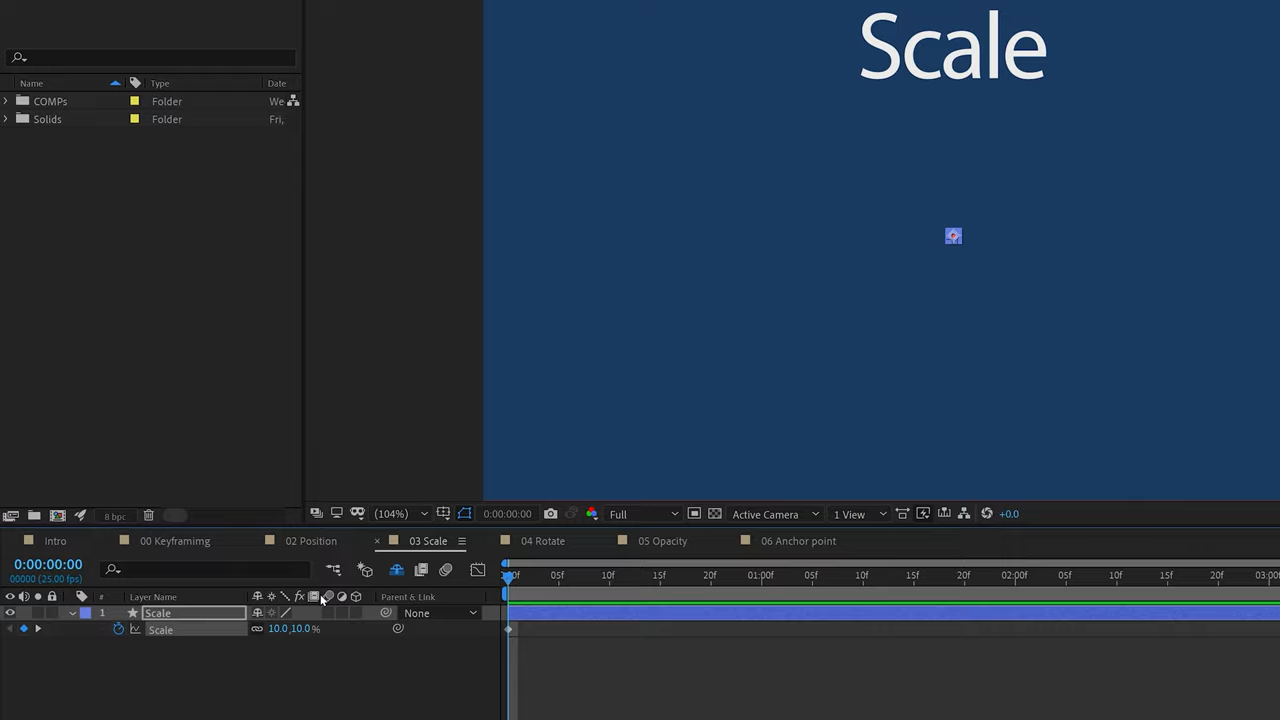 Scale
Name Type Date
COMPs Folder We
Solids Folder Fri,
8 bpc
(104%) 0:00:00:00 Full Active Camera 1 View +0.0
Intro 00 Keyframimg 02 Position × 03 Scale 04 Rotate 05 Opacity 06 Anchor point
0:00:00:00
00000 (25.00 fps)
:00f 05f 10f 15f 20f 01:00f 05f 10f 15f 20f 02:00f 05f 10f 15f 20f 03:00
# Layer Name fx Parent & Link
1 Scale None
Scale 10.0,10.0 %